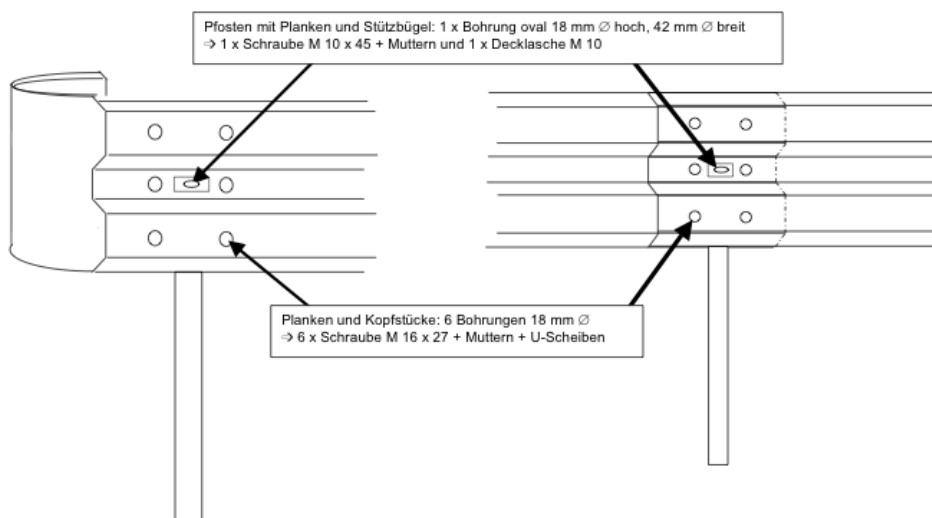 Pfosten mit Planken und Stützbügel: 1 x Bohrung oval 18 mm ∅ hoch, 42 mm ∅ breit
⇨ 1 x Schraube M 10 x 45 + Muttern und 1 x Decklasche M 10
Planken und Kopfstücke: 6 Bohrungen 18 mm ∅
⇨ 6 x Schraube M 16 x 27 + Muttern + U-Scheiben